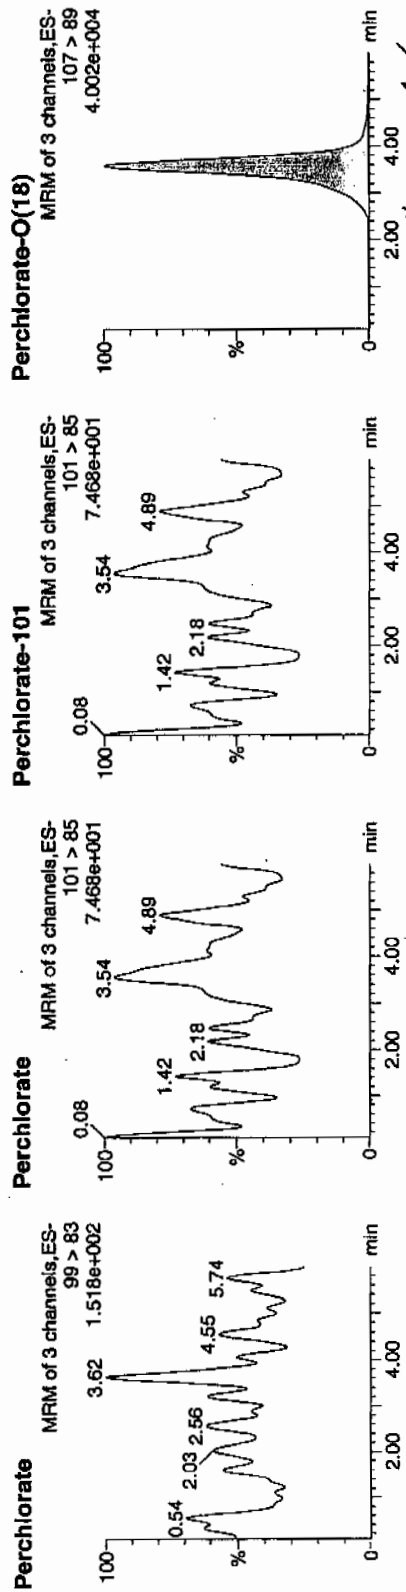 Perchlorate
MRM of 3 channels,ES-
99 > 83
1.518e+002
100
%
0
0.54
2.03
2.56
3.62
4.55
5.74
2.00
4.00
min
Perchlorate
MRM of 3 channels,ES-
101 > 85
7.468e+001
100
%
0
0.08
1.42
2.18
3.54
4.89
2.00
4.00
min
Perchlorate-101
MRM of 3 channels,ES-
101 > 85
7.468e+001
100
%
0
0.08
1.42
2.18
3.54
4.89
2.00
4.00
min
Perchlorate-O(18)
MRM of 3 channels,ES-
107 > 89
4.002e+004
100
%
0
2.00
4.00
min